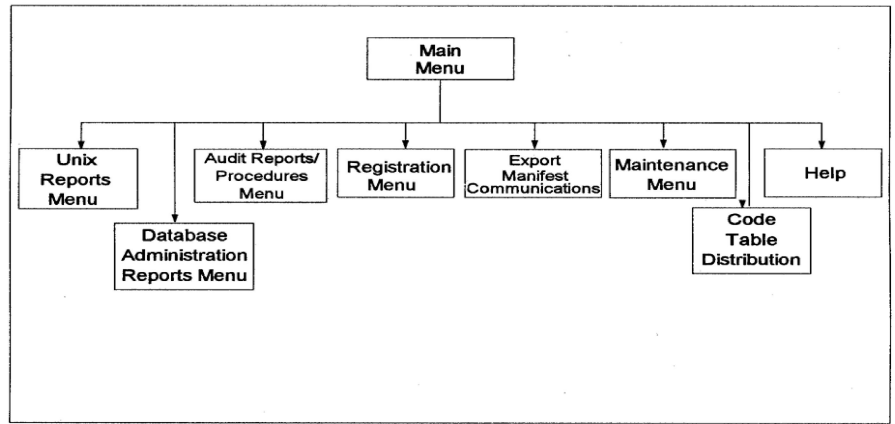 Main
Menu
Unix
Reports
Menu
Audit Reports/
Procedures
Menu
Registration
Menu
Export
Manifest
Communications
Maintenance
Menu
Help
Database
Administration
Reports Menu
Code
Table
Distribution